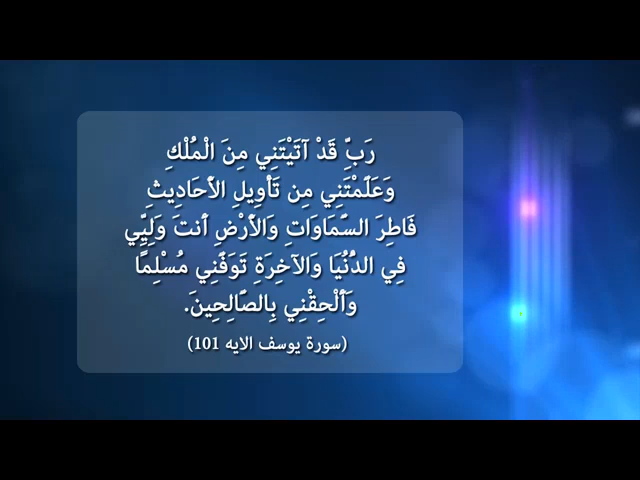 رَبِّ قَدْ آتَيْتَنِي مِنَ الْمُلْكِ
وَعَلَّمْتَنِي مِن تَأْوِيلِ الأَحَادِيثِ
فَاطِرَ السَّمَاوَاتِ وَالأَرْضِ أَنتَ وَلِيِّي
فِي الدُّنُيَا وَالآخِرَةِ تَوَفَّنِي مُسْلِمًا
وَأَلْحِقْنِي بِالصَّالِحِينَ.
(سورة يوسف الايه 101)